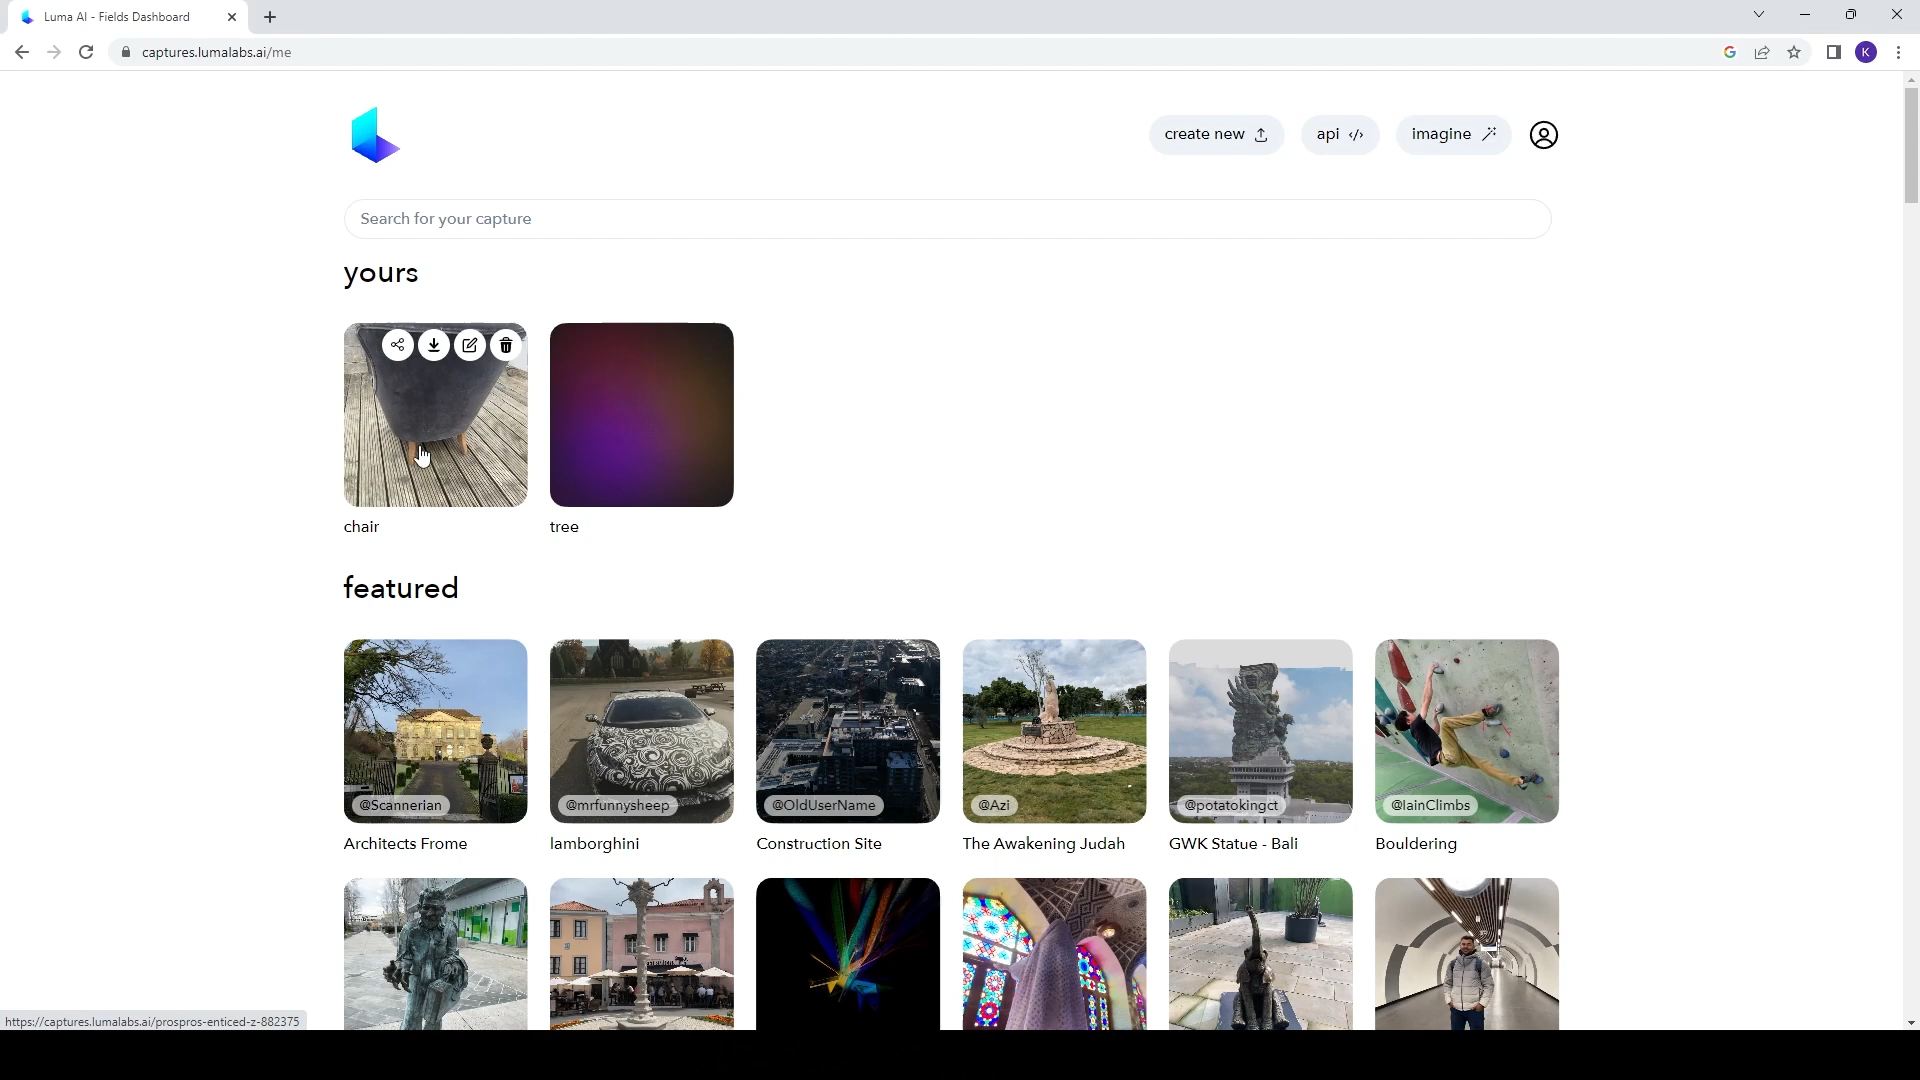 Luma AI - Fields Dashboard
captures.lumalabs.ai/me
K
create new
api </>
imagine
Search for your capture
yours
chair
tree
featured
@Scannerian
@mrfunnysheep
@OldUserName
@Azi
@potatokingct
@IainClimbs
Architects Frome
lamborghini
Construction Site
The Awakening Judah
GWK Statue - Bali
Bouldering
https://captures.lumalabs.ai/prospros-enticed-z-882375